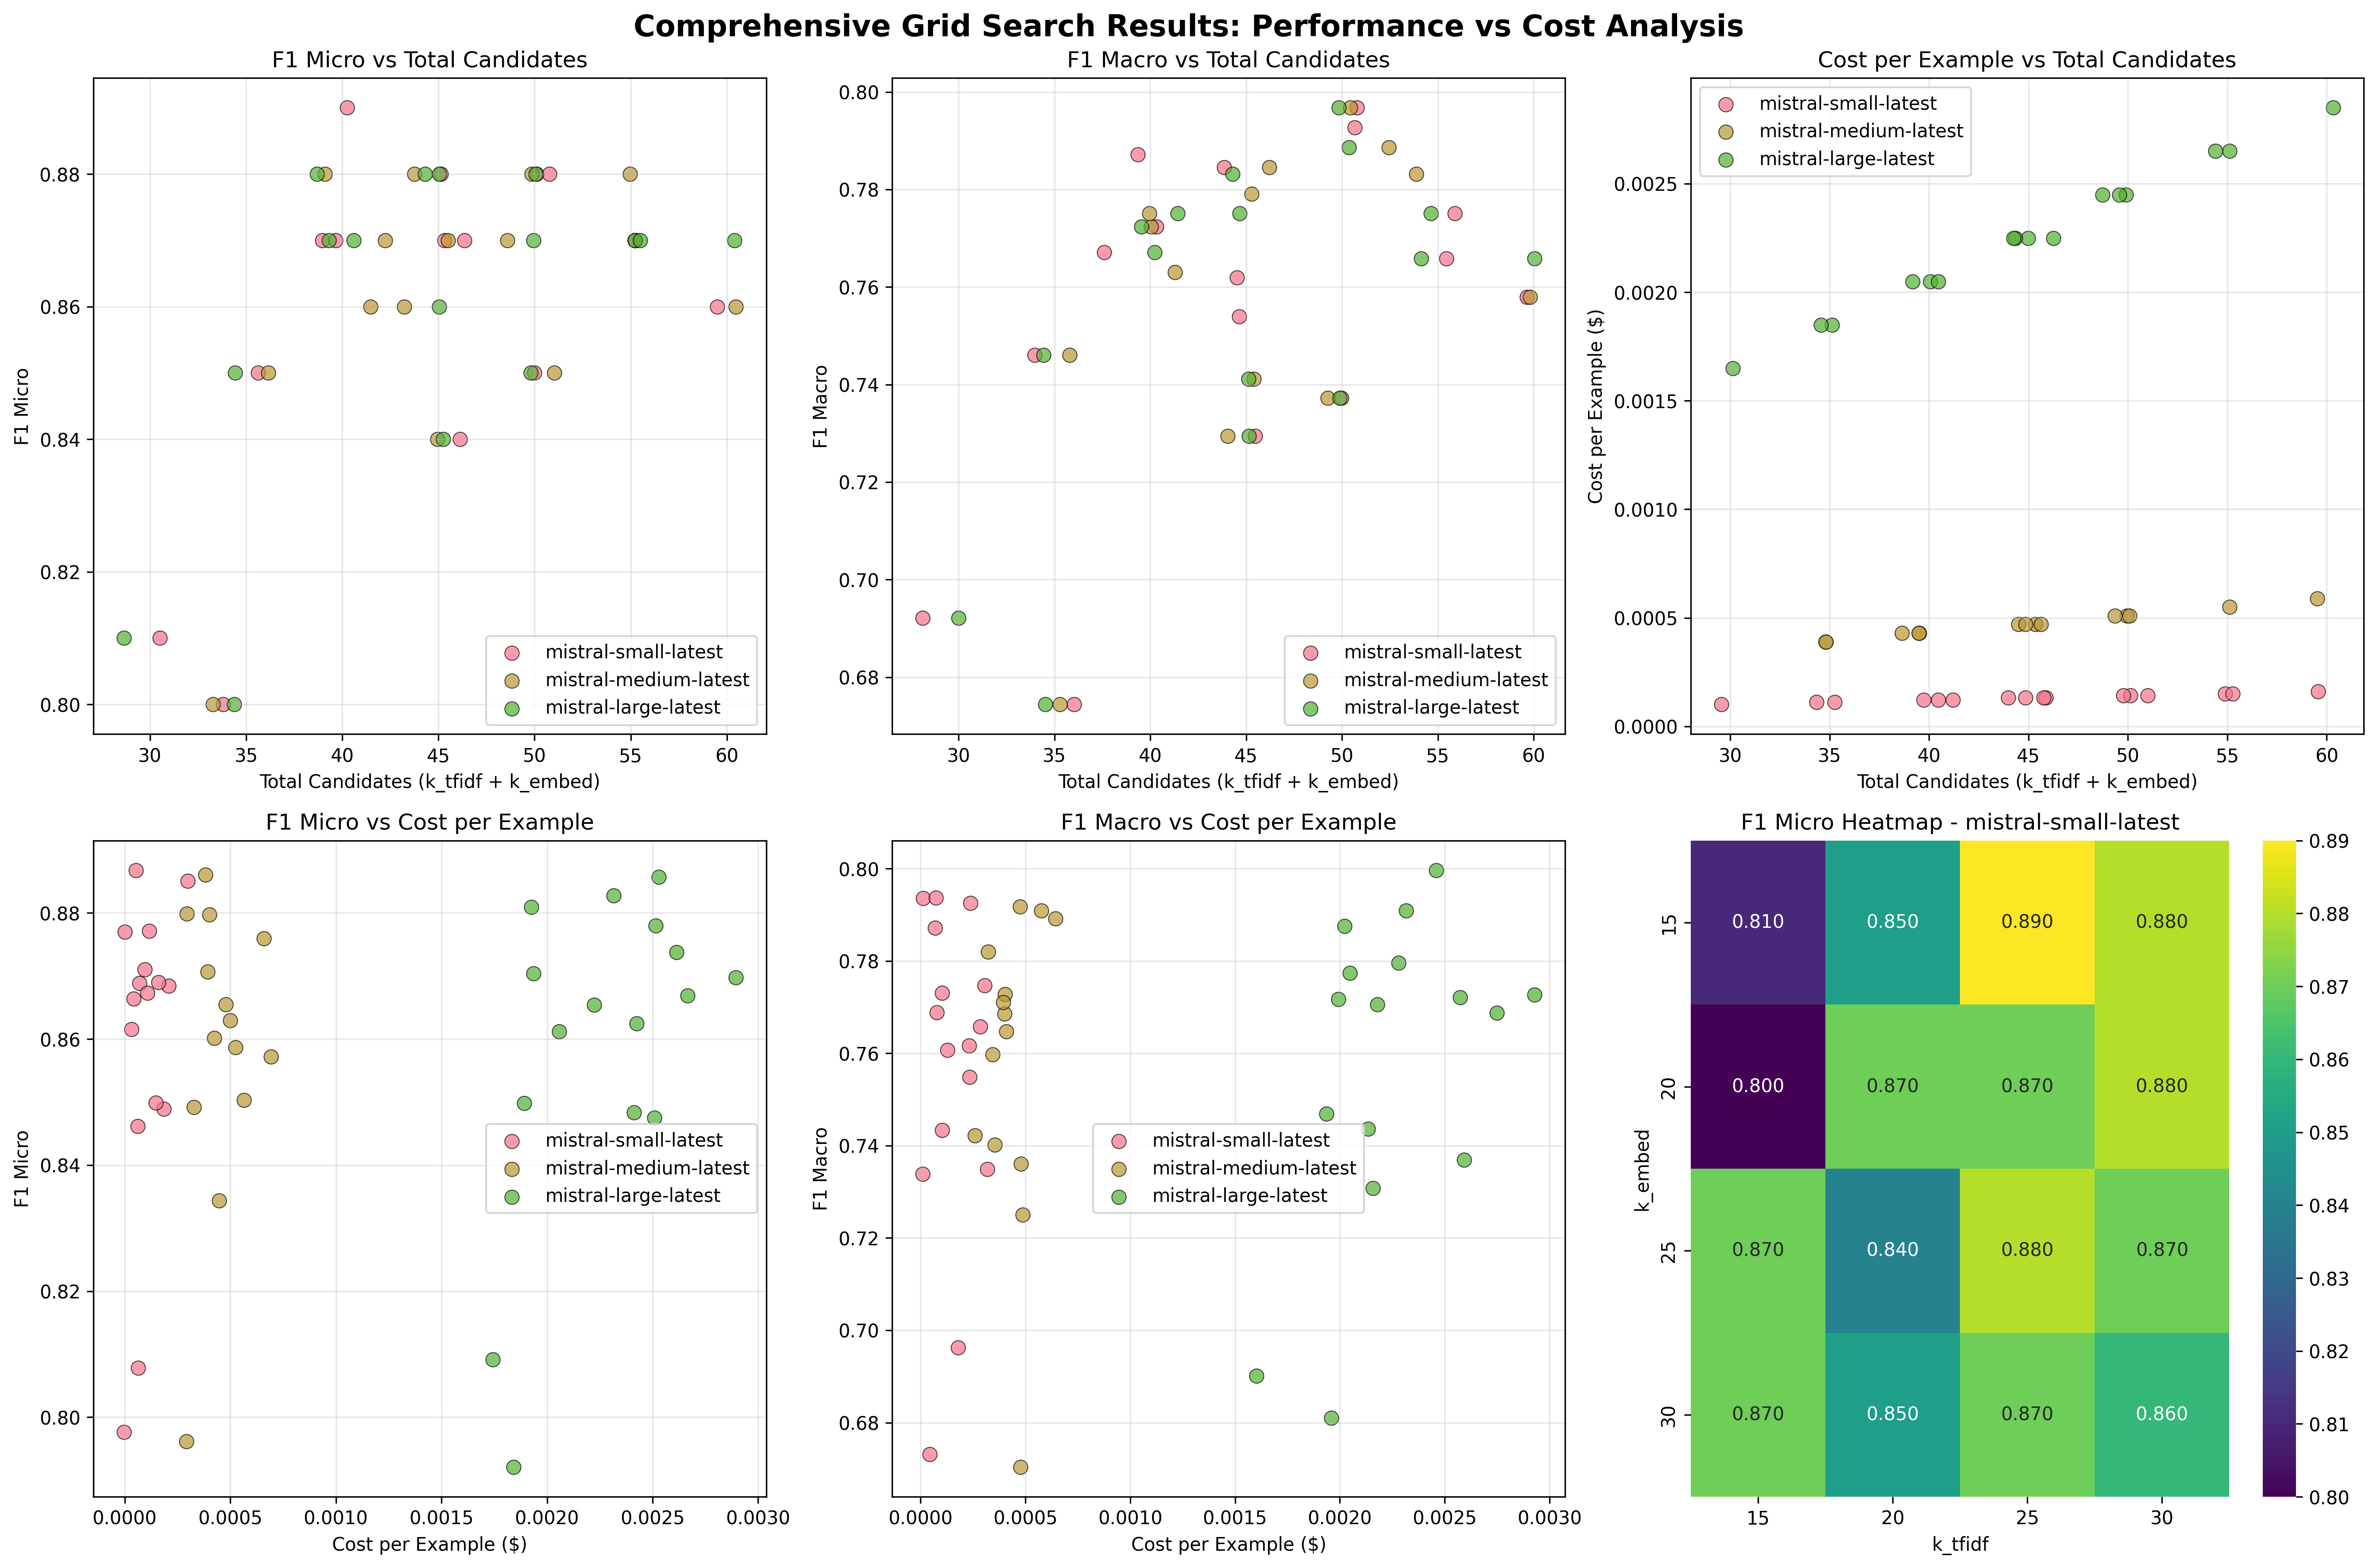 Comprehensive Grid Search Results: Performance vs Cost Analysis
F1 Micro vs Total Candidates
0.88
0.86
0.84
0.82
0.80
F1 Micro
mistral-small-latest
mistral-medium-latest
mistral-large-latest
30 35 40 45 50 55 60
Total Candidates (k_tfidf + k_embed)
F1 Macro vs Total Candidates
0.80
0.78
0.76
0.74
0.72
0.70
0.68
F1 Macro
mistral-small-latest
mistral-medium-latest
mistral-large-latest
30 35 40 45 50 55 60
Total Candidates (k_tfidf + k_embed)
Cost per Example vs Total Candidates
mistral-small-latest
mistral-medium-latest
mistral-large-latest
0.0025
0.0020
0.0015
0.0010
0.0005
0.0000
Cost per Example ($)
30 35 40 45 50 55 60
Total Candidates (k_tfidf + k_embed)
F1 Micro vs Cost per Example
0.88
0.86
0.84
0.82
0.80
F1 Micro
mistral-small-latest
mistral-medium-latest
mistral-large-latest
0.0000 0.0005 0.0010 0.0015 0.0020 0.0025 0.0030
Cost per Example ($)
F1 Macro vs Cost per Example
0.80
0.78
0.76
0.74
0.72
0.70
0.68
F1 Macro
mistral-small-latest
mistral-medium-latest
mistral-large-latest
0.0000 0.0005 0.0010 0.0015 0.0020 0.0025 0.0030
Cost per Example ($)
F1 Micro Heatmap - mistral-small-latest
15 0.810 0.850 0.890 0.880
20 0.800 0.870 0.870 0.880
25 0.870 0.840 0.880 0.870
30 0.870 0.850 0.870 0.860
k_embed
15 20 25 30
k_tfidf
0.89
0.88
0.87
0.86
0.85
0.84
0.83
0.82
0.81
0.80